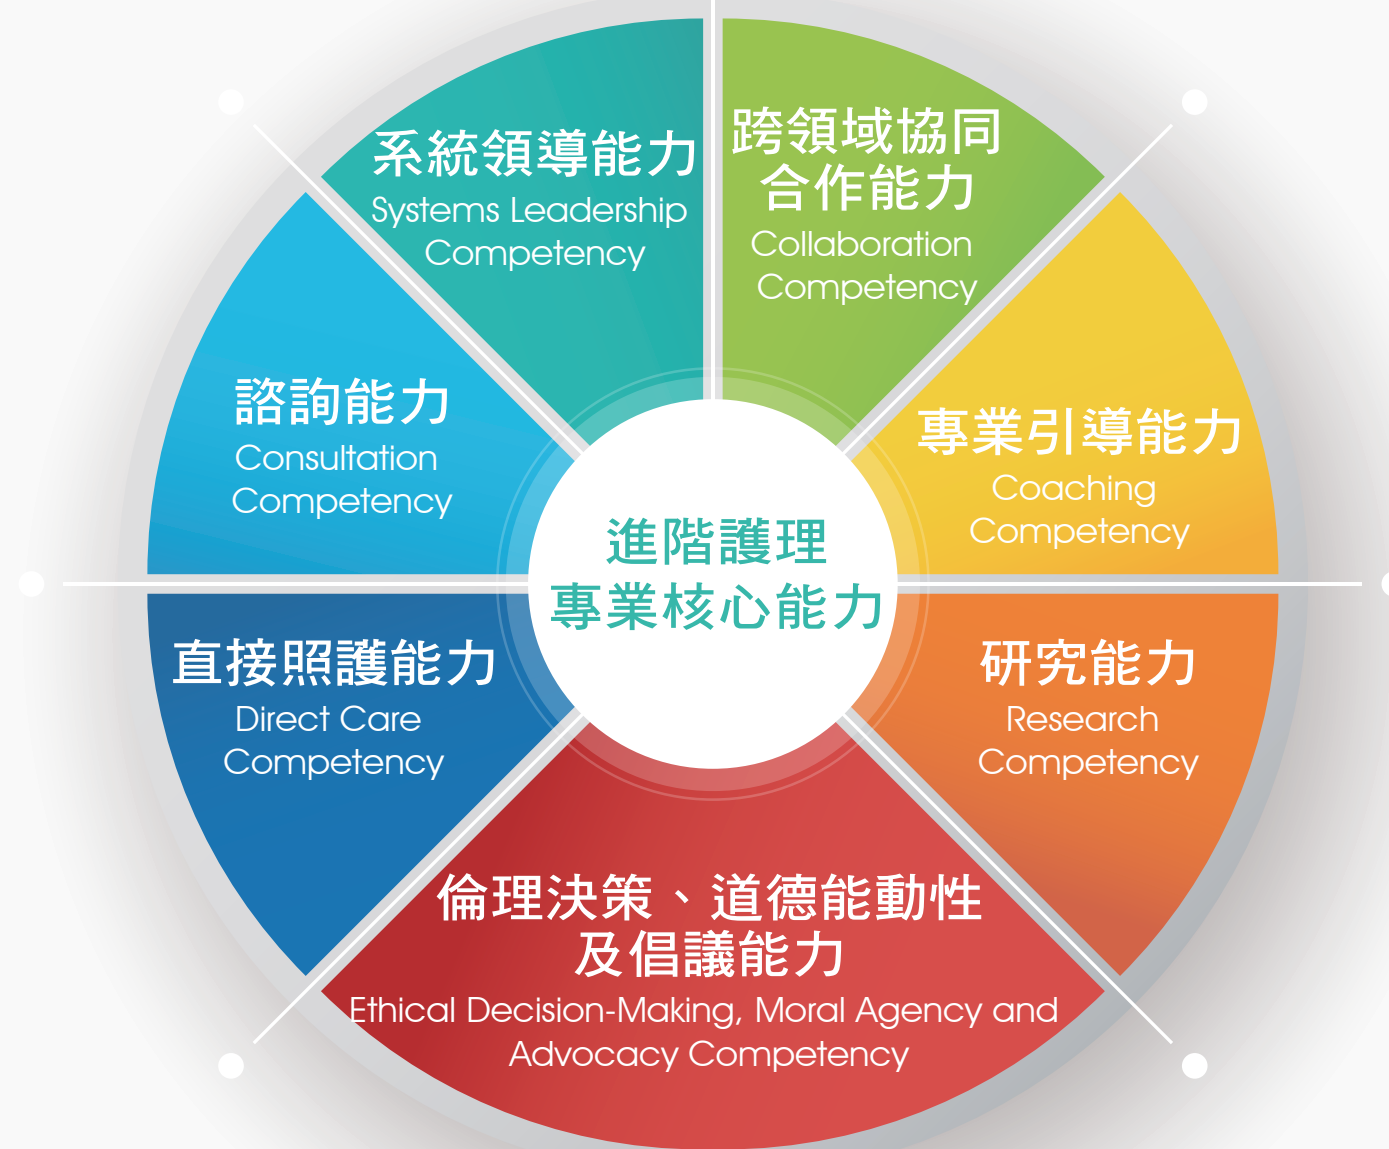 系統領導能力
Systems Leadership
Competency
跨領域協同
合作能力
Collaboration
Competency
諮詢能力
Consultation
Competency
專業引導能力
Coaching
Competency
進階護理
專業核心能力
直接照護能力
Direct Care
Competency
研究能力
Research
Competency
倫理決策、道德能動性
及倡議能力
Ethical Decision-Making, Moral Agency and
Advocacy Competency